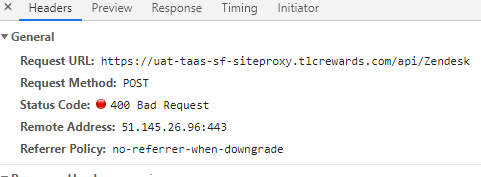 Headers Preview Response Timing Initiator
General
Request URL: https://uat-taas-sf-siteproxy.tlcrewards.com/api/Zendesk
Request Method: POST
Status Code: 400 Bad Request
Remote Address: 51.145.26.96:443
Referrer Policy: no-referrer-when-downgrade